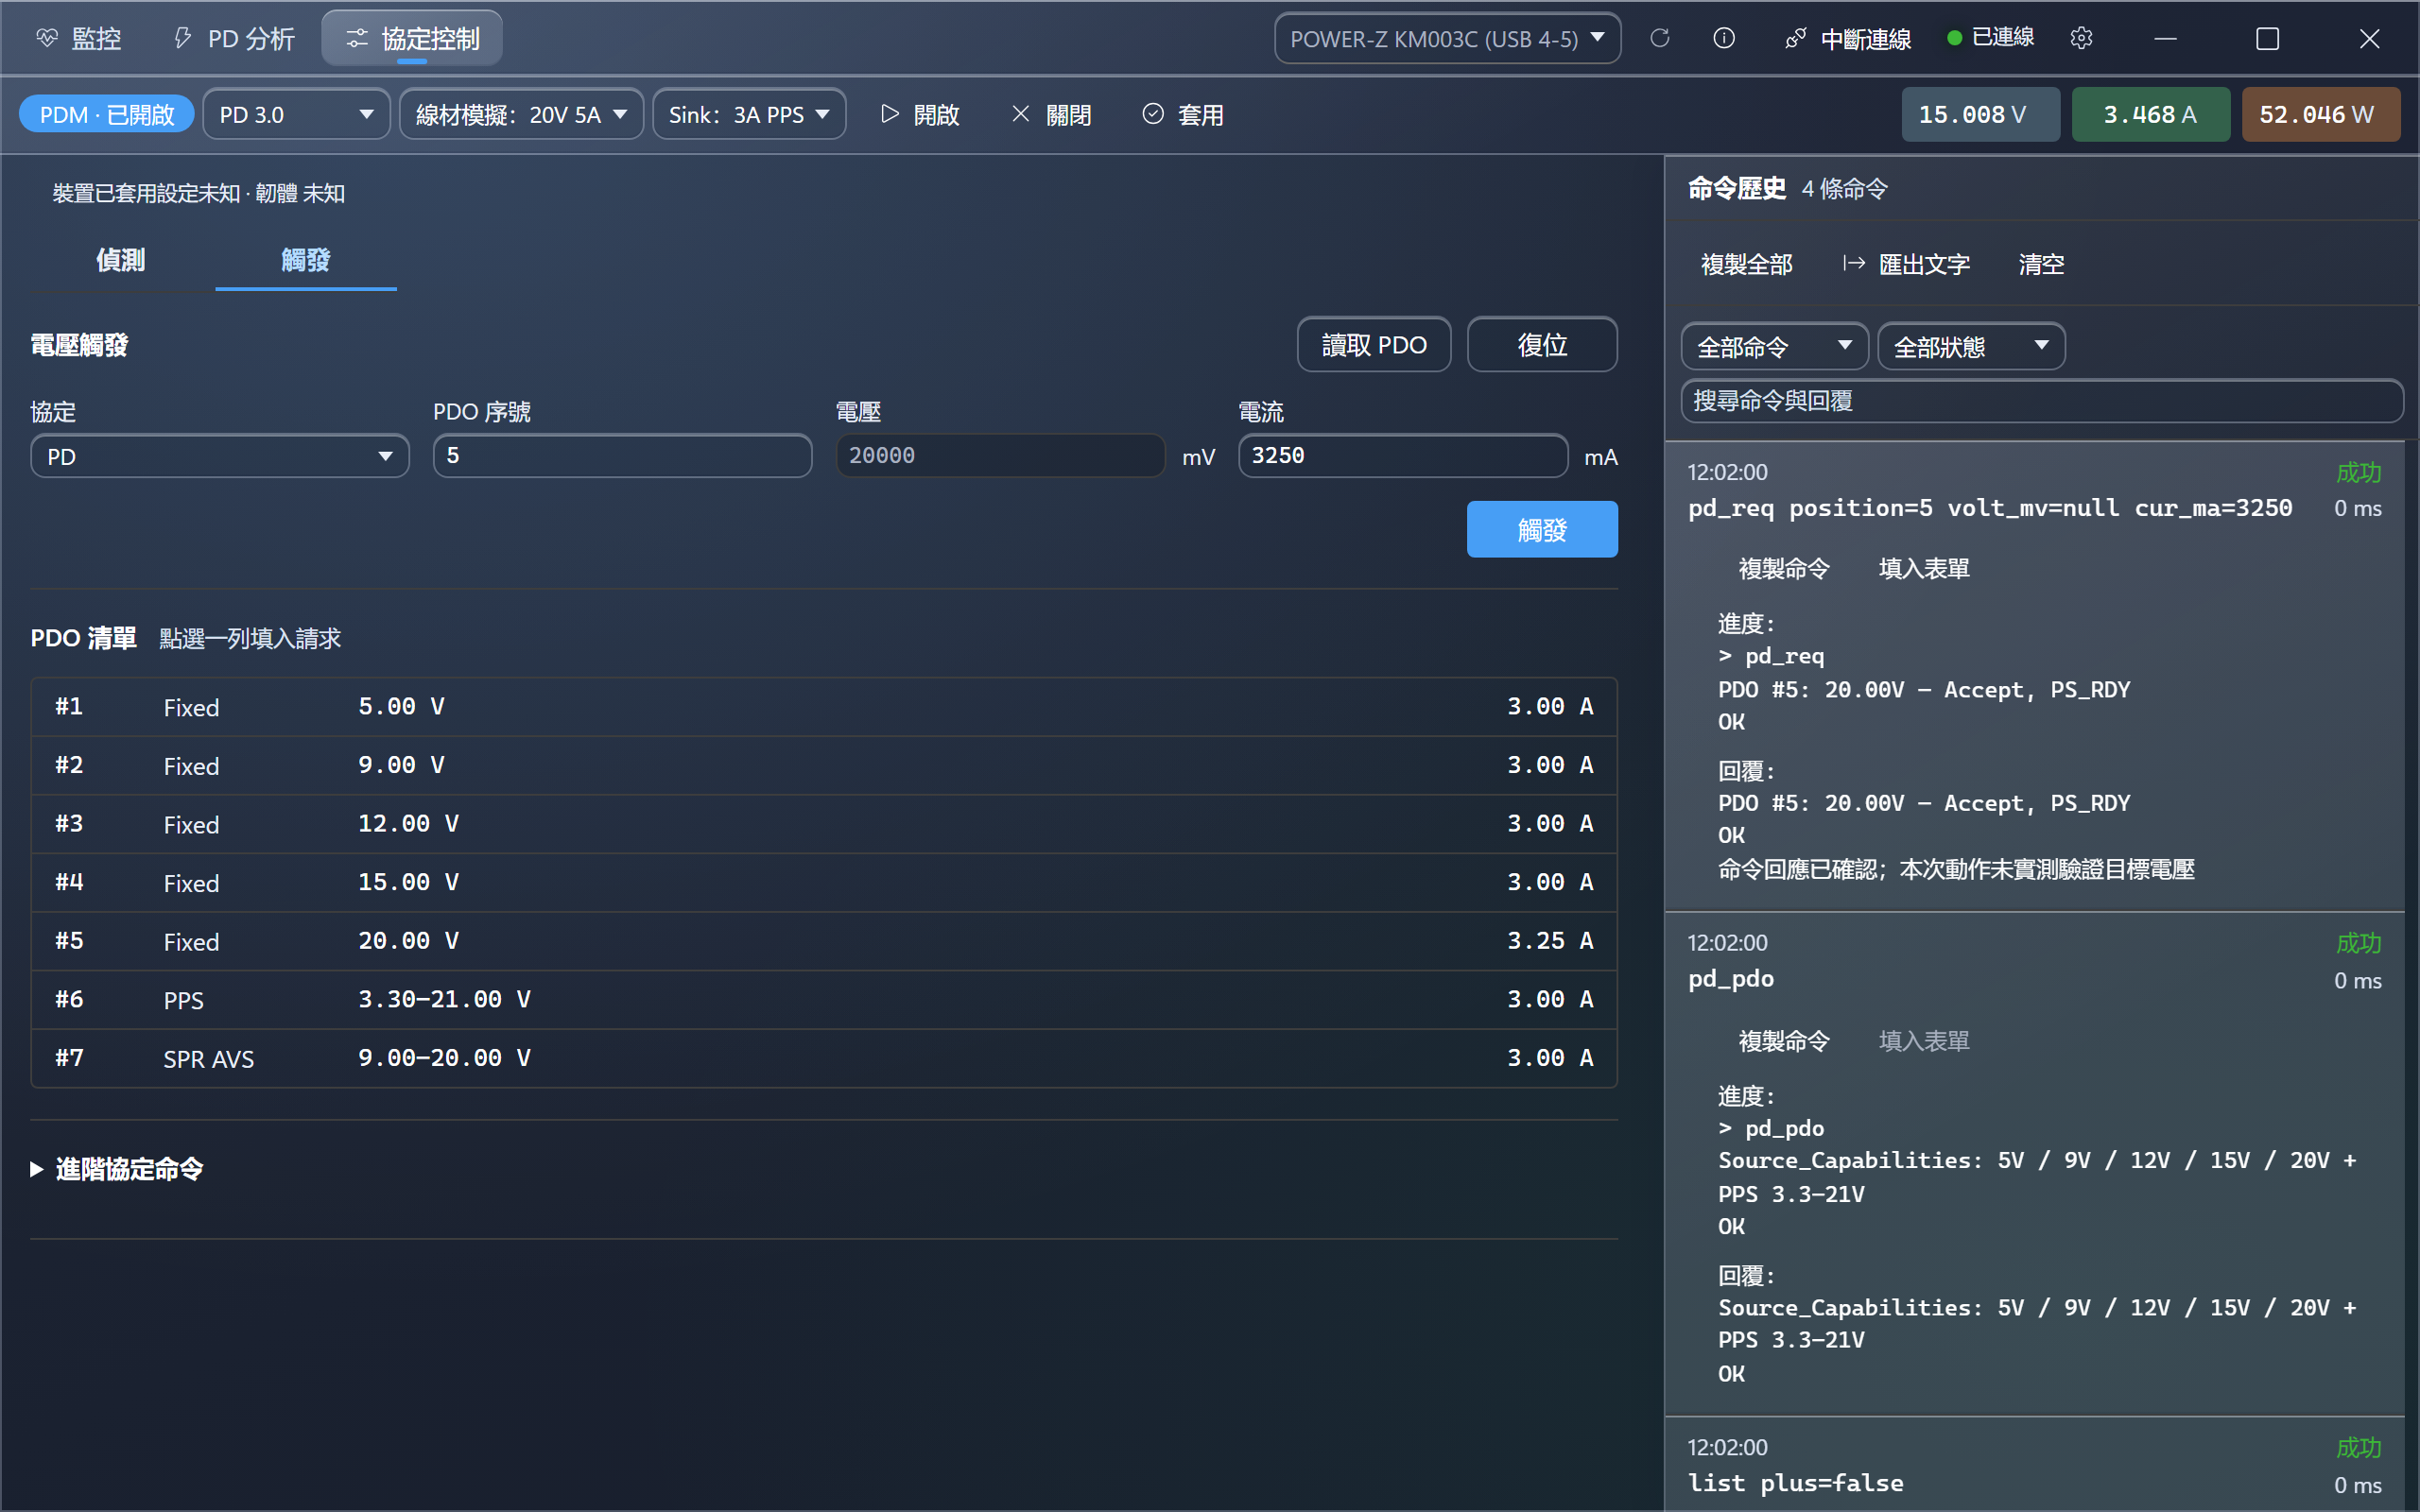 監控
PD 分析
協定控制
POWER-Z KM003C (USB 4-5)
中斷連線
已連線
PDM · 已開啟
PD 3.0
線材模擬：20V 5A
Sink：3A PPS
開啟
關閉
套用
15.008 V
3.468 A
52.046 W
裝置已套用設定未知 · 韌體 未知
偵測
觸發
電壓觸發
讀取 PDO
復位
協定
PDO 序號
電壓
電流
PD
5
20000 mV
3250 mA
觸發
PDO 清單 點選一列填入請求
#1 Fixed 5.00 V 3.00 A
#2 Fixed 9.00 V 3.00 A
#3 Fixed 12.00 V 3.00 A
#4 Fixed 15.00 V 3.00 A
#5 Fixed 20.00 V 3.25 A
#6 PPS 3.30–21.00 V 3.00 A
#7 SPR AVS 9.00–20.00 V 3.00 A
進階協定命令
命令歷史 4 條命令
複製全部
匯出文字
清空
全部命令
全部狀態
搜尋命令與回覆
12:02:00 成功
pd_req position=5 volt_mv=null cur_ma=3250 0 ms
複製命令 填入表單
進度：
> pd_req
PDO #5: 20.00V — Accept, PS_RDY
OK
回覆：
PDO #5: 20.00V — Accept, PS_RDY
OK
命令回應已確認；本次動作未實測驗證目標電壓
12:02:00 成功
pd_pdo 0 ms
複製命令 填入表單
進度：
> pd_pdo
Source_Capabilities: 5V / 9V / 12V / 15V / 20V +
PPS 3.3–21V
OK
回覆：
Source_Capabilities: 5V / 9V / 12V / 15V / 20V +
PPS 3.3–21V
OK
12:02:00 成功
list plus=false 0 ms